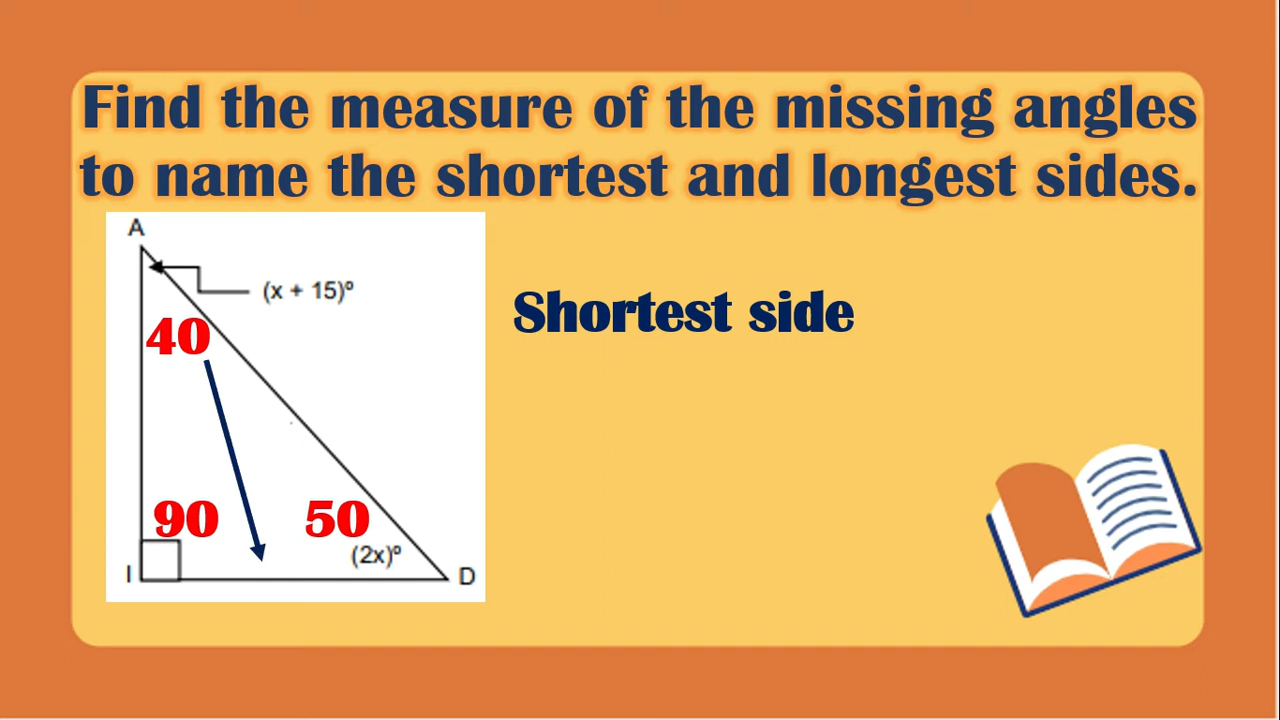 Find the measure of the missing angles
to name the shortest and longest sides.
A
(x + 15)º
40
Shortest side
90
50
(2x)º
I
D